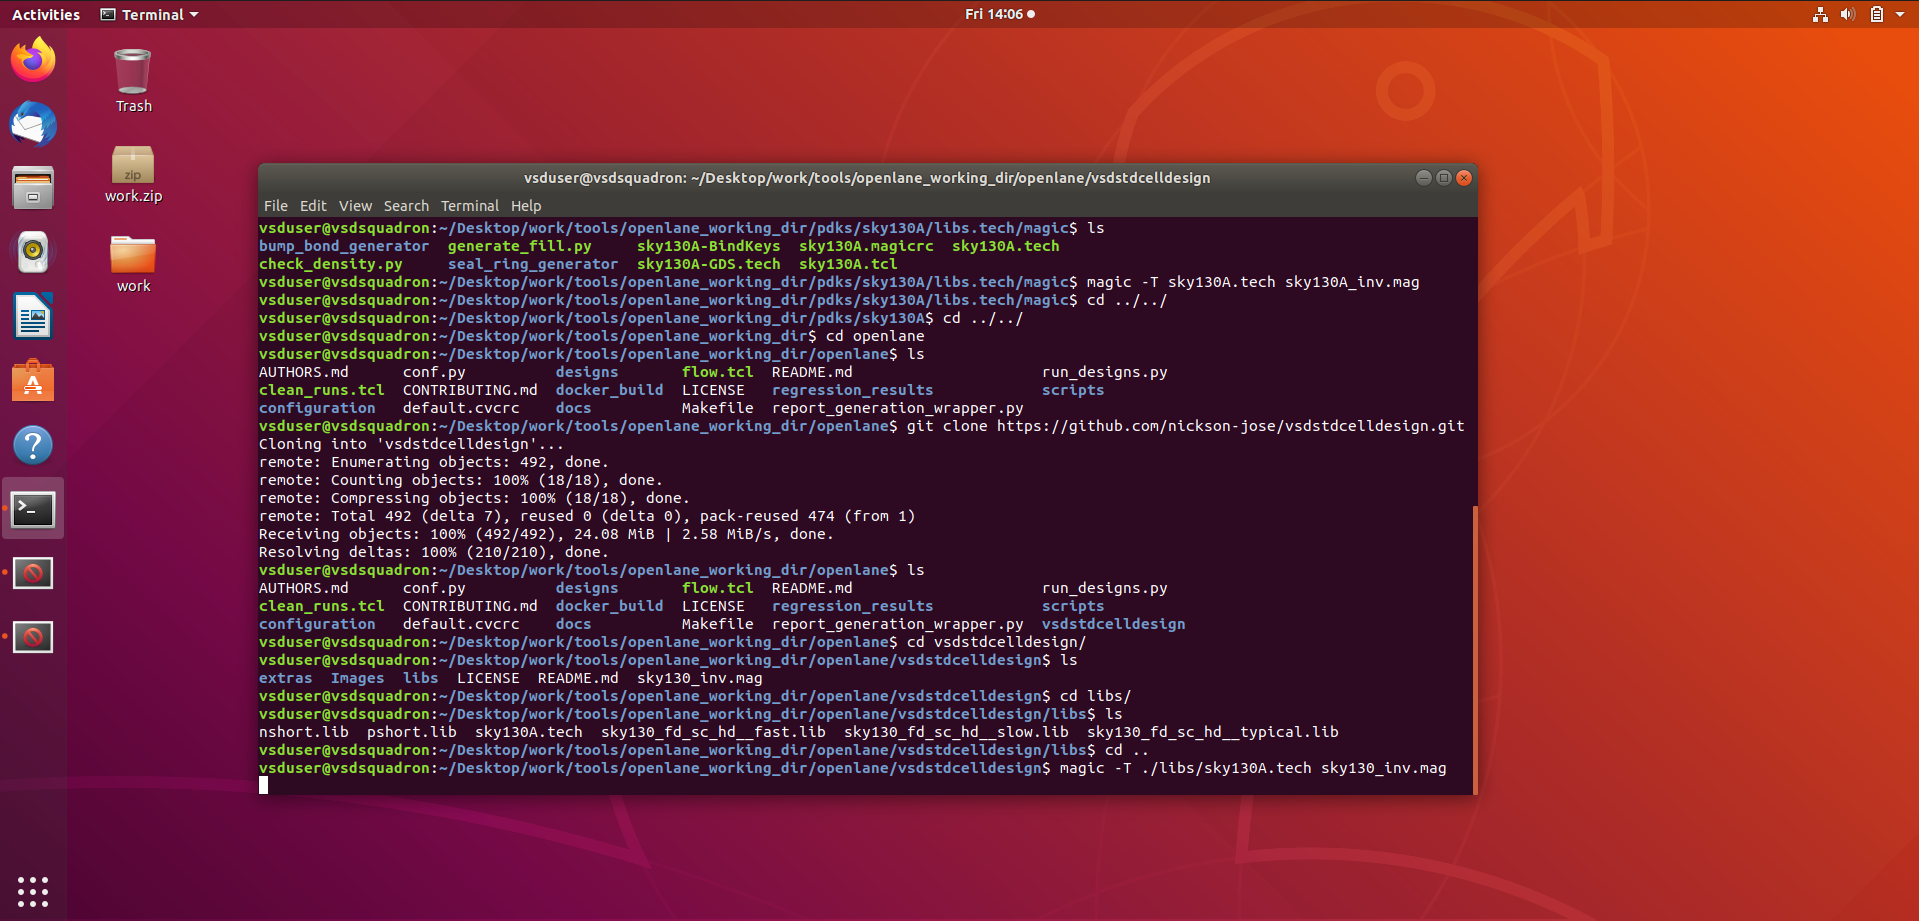 Activities Terminal Fri 14:06
Trash
zip
work.zip
work
vsduser@vsdsquadron: ~/Desktop/work/tools/openlane_working_dir/openlane/vsdstdcelldesign
File Edit View Search Terminal Help
vsduser@vsdsquadron:~/Desktop/work/tools/openlane_working_dir/pdks/sky130A/libs.tech/magic$ ls
bump_bond_generator generate_fill.py sky130A-BindKeys sky130A.magicrc sky130A.tech
check_density.py seal_ring_generator sky130A-GDS.tech sky130A.tcl
vsduser@vsdsquadron:~/Desktop/work/tools/openlane_working_dir/pdks/sky130A/libs.tech/magic$ magic -T sky130A.tech sky130A_inv.mag
vsduser@vsdsquadron:~/Desktop/work/tools/openlane_working_dir/pdks/sky130A/libs.tech/magic$ cd ../../
vsduser@vsdsquadron:~/Desktop/work/tools/openlane_working_dir/pdks/sky130A$ cd ../../
vsduser@vsdsquadron:~/Desktop/work/tools/openlane_working_dir$ cd openlane
vsduser@vsdsquadron:~/Desktop/work/tools/openlane_working_dir/openlane$ ls
AUTHORS.md conf.py designs flow.tcl README.md run_designs.py
clean_runs.tcl CONTRIBUTING.md docker_build LICENSE regression_results scripts
configuration default.cvcrc docs Makefile report_generation_wrapper.py
vsduser@vsdsquadron:~/Desktop/work/tools/openlane_working_dir/openlane$ git clone https://github.com/nickson-jose/vsdstdcelldesign.git
Cloning into 'vsdstdcelldesign'...
remote: Enumerating objects: 492, done.
remote: Counting objects: 100% (18/18), done.
remote: Compressing objects: 100% (18/18), done.
remote: Total 492 (delta 7), reused 0 (delta 0), pack-reused 474 (from 1)
Receiving objects: 100% (492/492), 24.08 MiB | 2.58 MiB/s, done.
Resolving deltas: 100% (210/210), done.
vsduser@vsdsquadron:~/Desktop/work/tools/openlane_working_dir/openlane$ ls
AUTHORS.md conf.py designs flow.tcl README.md run_designs.py
clean_runs.tcl CONTRIBUTING.md docker_build LICENSE regression_results scripts
configuration default.cvcrc docs Makefile report_generation_wrapper.py vsdstdcelldesign
vsduser@vsdsquadron:~/Desktop/work/tools/openlane_working_dir/openlane$ cd vsdstdcelldesign/
vsduser@vsdsquadron:~/Desktop/work/tools/openlane_working_dir/openlane/vsdstdcelldesign$ ls
extras Images libs LICENSE README.md sky130_inv.mag
vsduser@vsdsquadron:~/Desktop/work/tools/openlane_working_dir/openlane/vsdstdcelldesign$ cd libs/
vsduser@vsdsquadron:~/Desktop/work/tools/openlane_working_dir/openlane/vsdstdcelldesign/libs$ ls
nshort.lib pshort.lib sky130A.tech sky130_fd_sc_hd__fast.lib sky130_fd_sc_hd__slow.lib sky130_fd_sc_hd__typical.lib
vsduser@vsdsquadron:~/Desktop/work/tools/openlane_working_dir/openlane/vsdstdcelldesign/libs$ cd ..
vsduser@vsdsquadron:~/Desktop/work/tools/openlane_working_dir/openlane/vsdstdcelldesign$ magic -T ./libs/sky130A.tech sky130_inv.mag